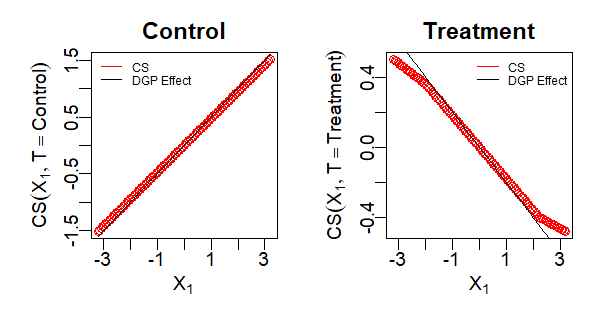 Control
CS
DGP Effect
CS(X₁, T = Control)
1.5
0.5
-0.5
-1.5
-3
-1
1
3
X₁
Treatment
CS
DGP Effect
CS(X₁, T = Treatment)
0.4
0.0
-0.4
-3
-1
1
3
X₁